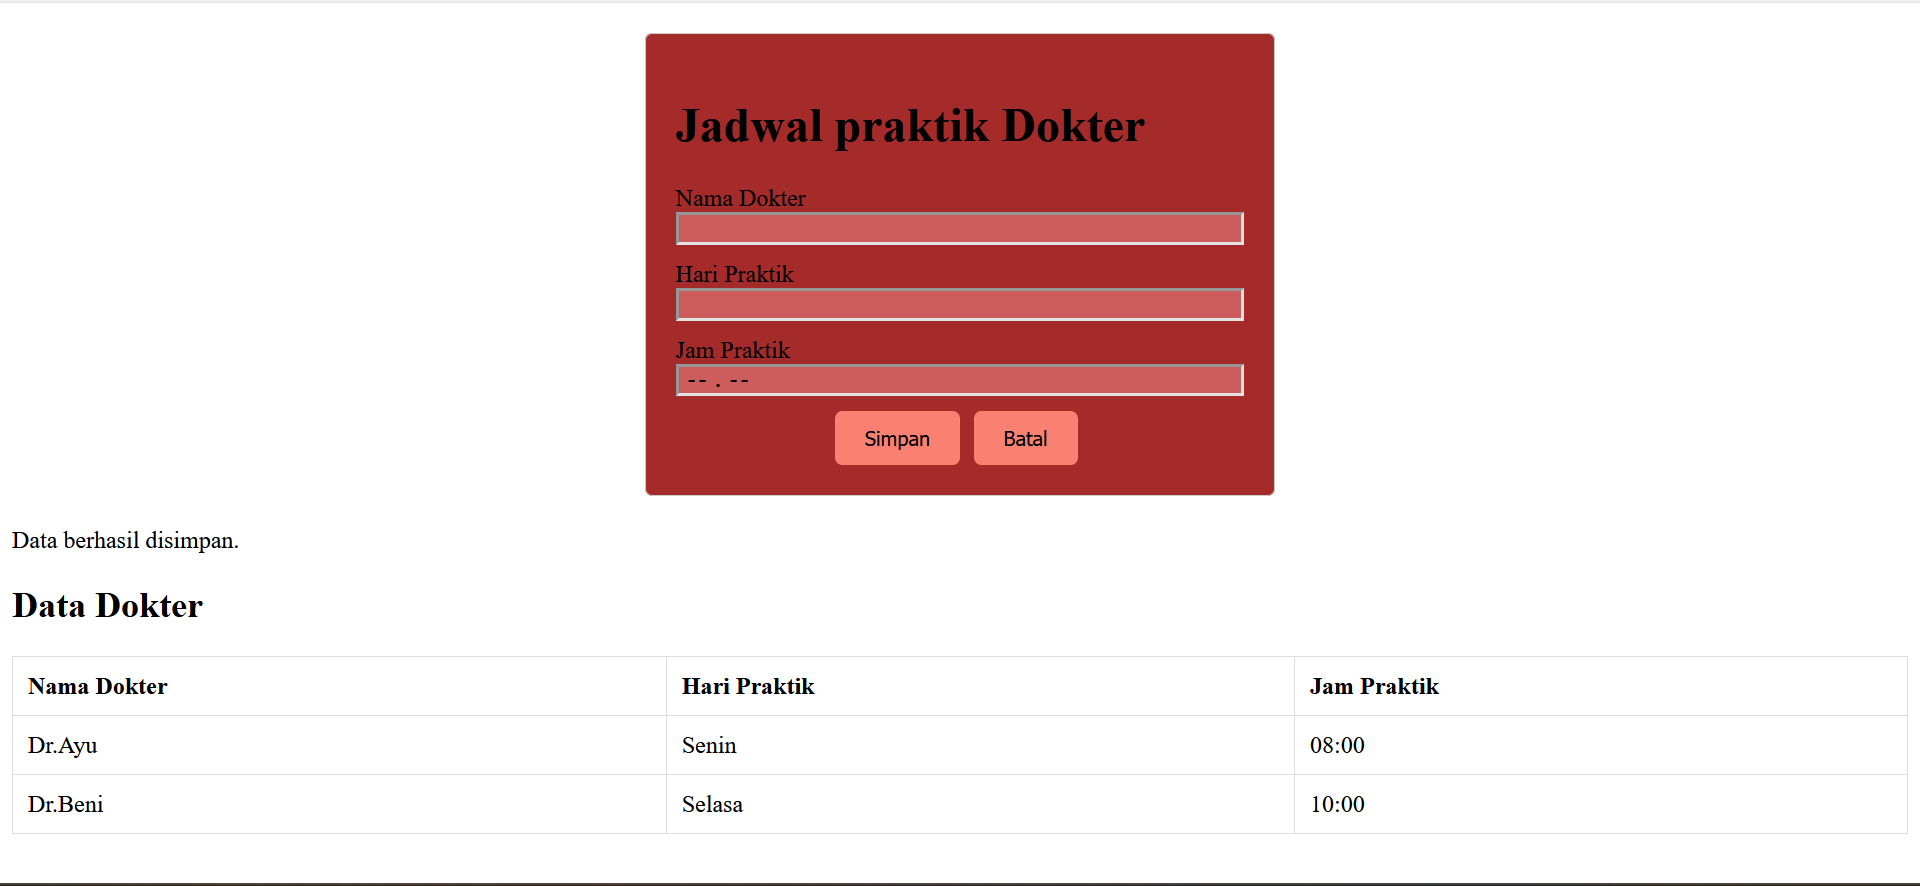 Jadwal praktik Dokter
Nama Dokter
Hari Praktik
Jam Praktik
-- . --
Simpan Batal
Data berhasil disimpan.
Data Dokter
Nama Dokter Hari Praktik Jam Praktik
Dr.Ayu Senin 08:00
Dr.Beni Selasa 10:00